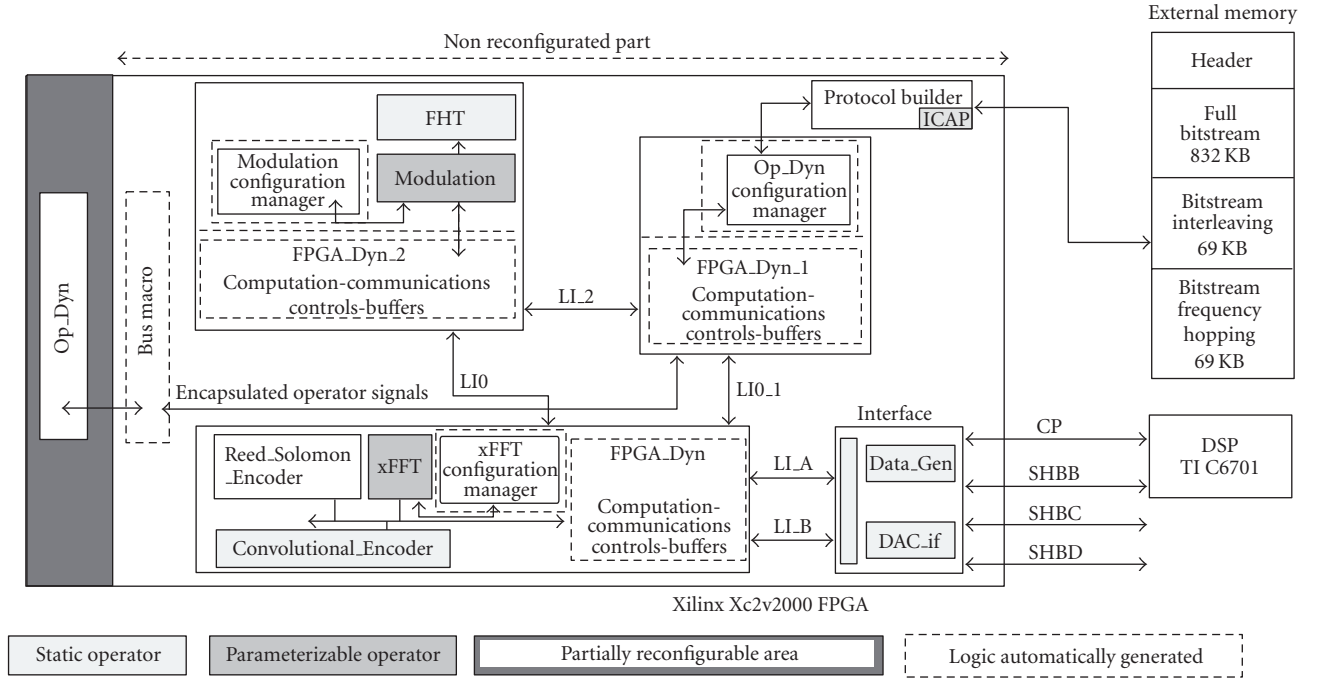 External memory
Non reconfigurated part
Header
Full
bitstream
832 KB
Bitstream
interleaving
69 KB
Bitstream
frequency
hopping
69 KB
Protocol builder
ICAP
FHT
Modulation
configuration
manager
Modulation
Op_Dyn
configuration
manager
FPGA_Dyn_2
Computation-communications
controls-buffers
FPGA_Dyn_1
Computation-
communications
controls-buffers
LI_2
Op_Dyn
Bus macro
LI0
LI0_1
Encapsulated operator signals
Reed_Solomon
_Encoder
xFFT
xFFT
configuration
manager
Convolutional_Encoder
FPGA_Dyn
Computation-
communications
controls-buffers
LI_A
LI_B
Interface
Data_Gen
DAC_if
CP
SHBB
SHBC
SHBD
DSP
TI C6701
Xilinx Xc2v2000 FPGA
Static operator
Parameterizable operator
Partially reconfigurable area
Logic automatically generated